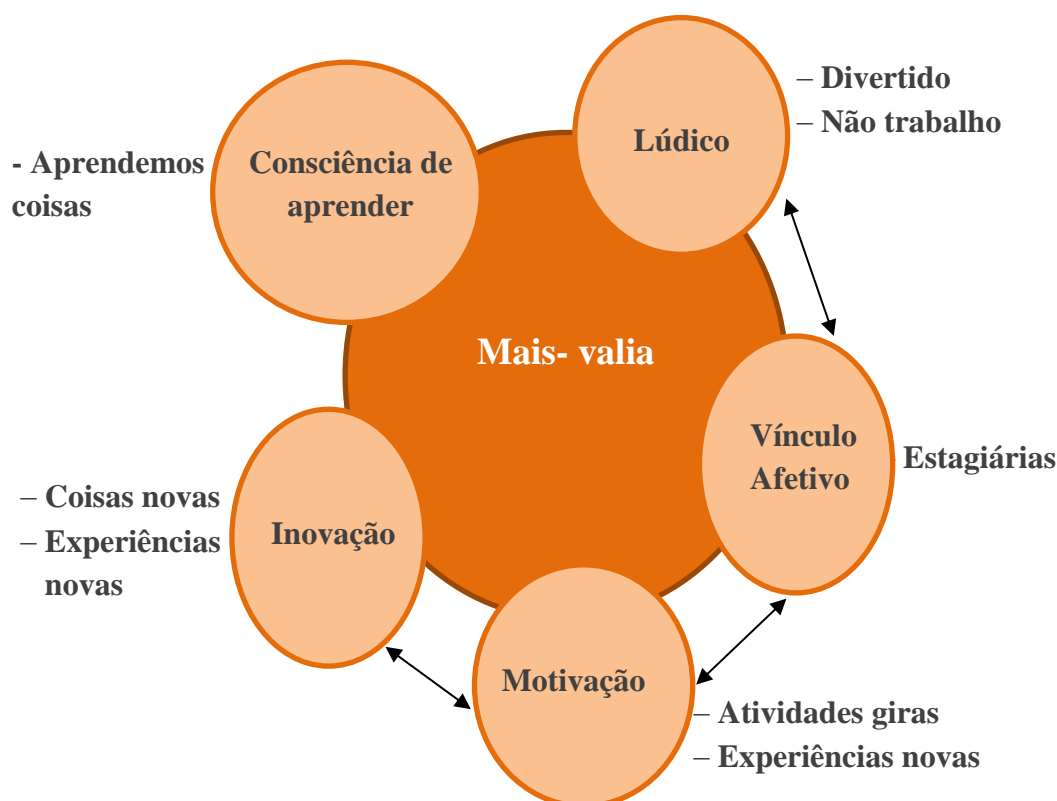 – Divertido
– Não trabalho
Lúdico
- Aprendemos
coisas
Consciência de
aprender
Mais- valia
Vínculo
Afetivo
Estagiárias
– Coisas novas
– Experiências
novas
Inovação
Motivação
– Atividades giras
– Experiências novas